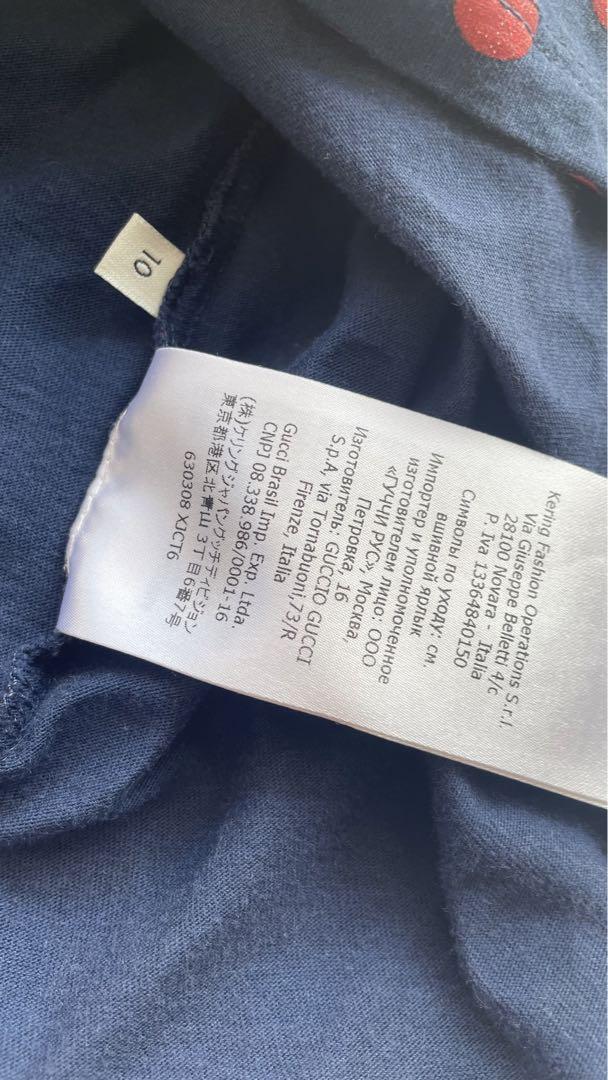 10
Kering Fashion Operations S.r.l.
Via Giuseppe Belletti 4/c
28100 Novara - Italia
P. Iva 13364840150
Символы по уходу: см.
вшивной ярлык
Импортер и уполномоченное
изготовителем лицо: ООО
«ГУЧЧИ РУС», Москва,
Петровка, 16
Изготовитель: GUCCIO GUCCI
S.p.A, via Tornabuoni,73/R
Firenze, Italia
Gucci Brasil Imp. Exp. Ltda.
CNPJ 08.338.986/0001-16
(株)ケリングジャパングッチディビジョン
東京都港区北青山3丁目6番7号
630308 XJCT6